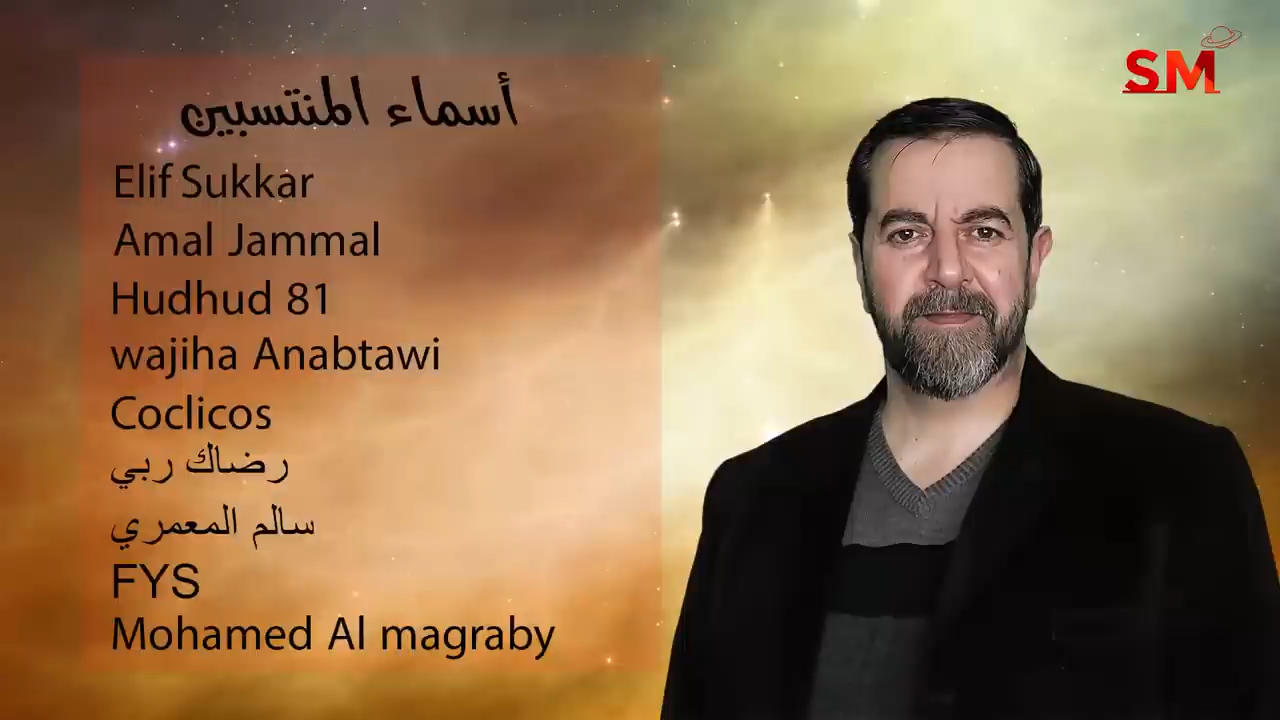 SM
أسماء المنتسبين
Elif Sukkar
Amal Jammal
Hudhud 81
wajiha Anabtawi
Coclicos
رضاك ربي
سالم المعمري
FYS
Mohamed Al magraby